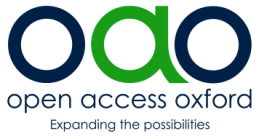 oao
open access oxford
Expanding the possibilities